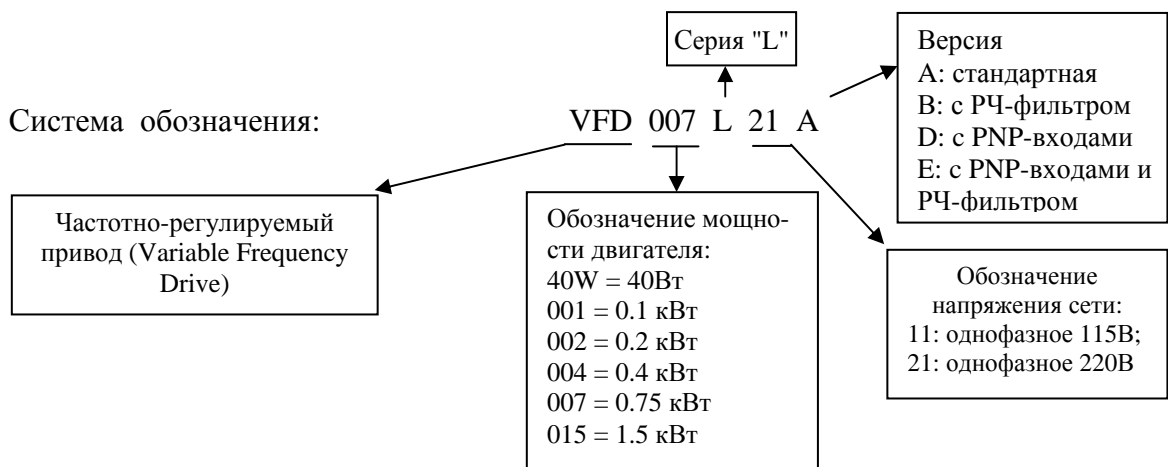 Серия "L"
Версия
А: стандартная
В: с РЧ-фильтром
D: с PNP-входами
Е: с PNP-входами и
РЧ-фильтром
Система обозначения:
VFD 007 L 21 A
Частотно-регулируемый
привод (Variable Frequency
Drive)
Обозначение мощно-
сти двигателя:
40W = 40Вт
001 = 0.1 кВт
002 = 0.2 кВт
004 = 0.4 кВт
007 = 0.75 кВт
015 = 1.5 кВт
Обозначение
напряжения сети:
11: однофазное 115В;
21: однофазное 220В